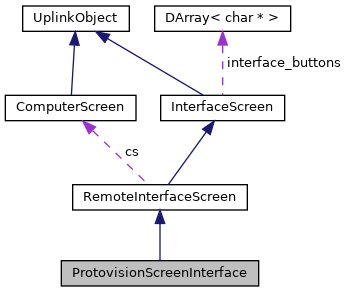 UplinkObject
DArray< char * >
interface_buttons
ComputerScreen
InterfaceScreen
cs
RemoteInterfaceScreen
ProtovisionScreenInterface